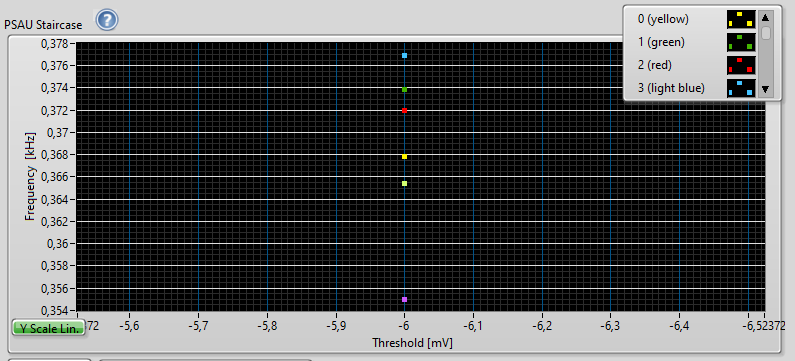 PSAU Staircase
?
0 (yellow)
1 (green)
2 (red)
3 (light blue)
Frequency [kHz]
0,378
0,376
0,374
0,372
0,37
0,368
0,366
0,364
0,362
0,36
0,358
0,356
0,354
Y Scale Lin.
372 -5,6 -5,7 -5,8 -5,9 -6 -6,1 -6,2 -6,3 -6,4 -6,52372
Threshold [mV]